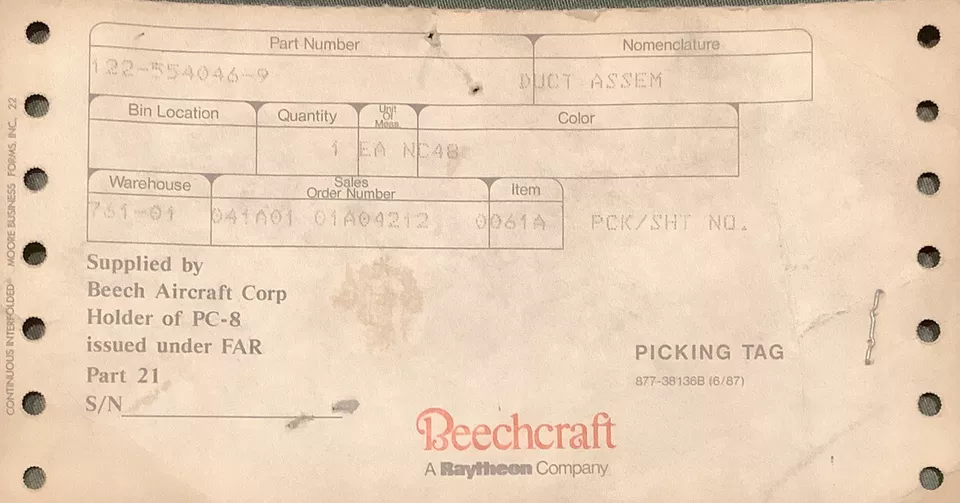 Part Number
Nomenclature
122-554046-9
DUCT ASSEM
Bin Location
Quantity
Unit
Of
Meas.
Color
1 EA NC48
Warehouse
Sales
Order Number
Item
761-01
041A01 01A04212
0061A
PCK/SHT NO.
Supplied by
Beech Aircraft Corp
Holder of PC-8
issued under FAR
Part 21
S/N
PICKING TAG
877-38136B (6/87)
Beechcraft
A Raytheon Company
CONTINUOUS INTERFOLDED® MOORE BUSINESS FORMS, INC. 22